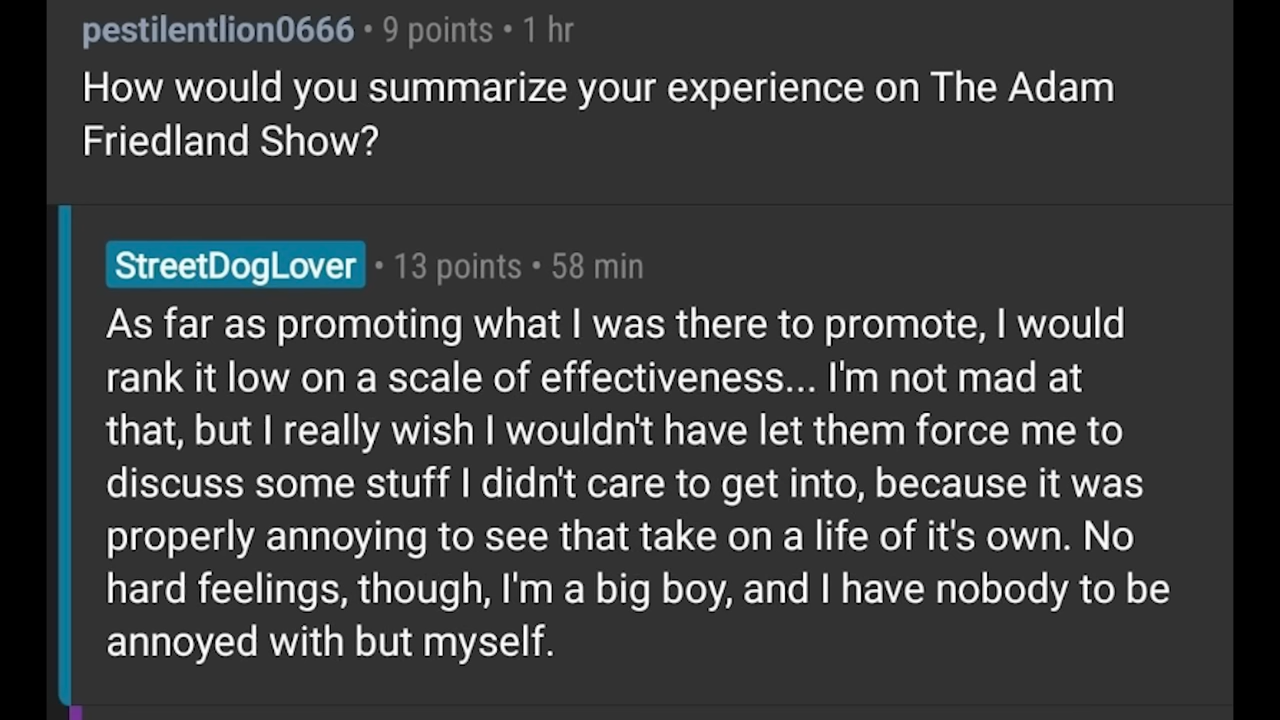 pestilentlion0666 • 9 points • 1 hr
How would you summarize your experience on The Adam
Friedland Show?
StreetDogLover • 13 points • 58 min
As far as promoting what I was there to promote, I would
rank it low on a scale of effectiveness... I'm not mad at
that, but I really wish I wouldn't have let them force me to
discuss some stuff I didn't care to get into, because it was
properly annoying to see that take on a life of it's own. No
hard feelings, though, I'm a big boy, and I have nobody to be
annoyed with but myself.